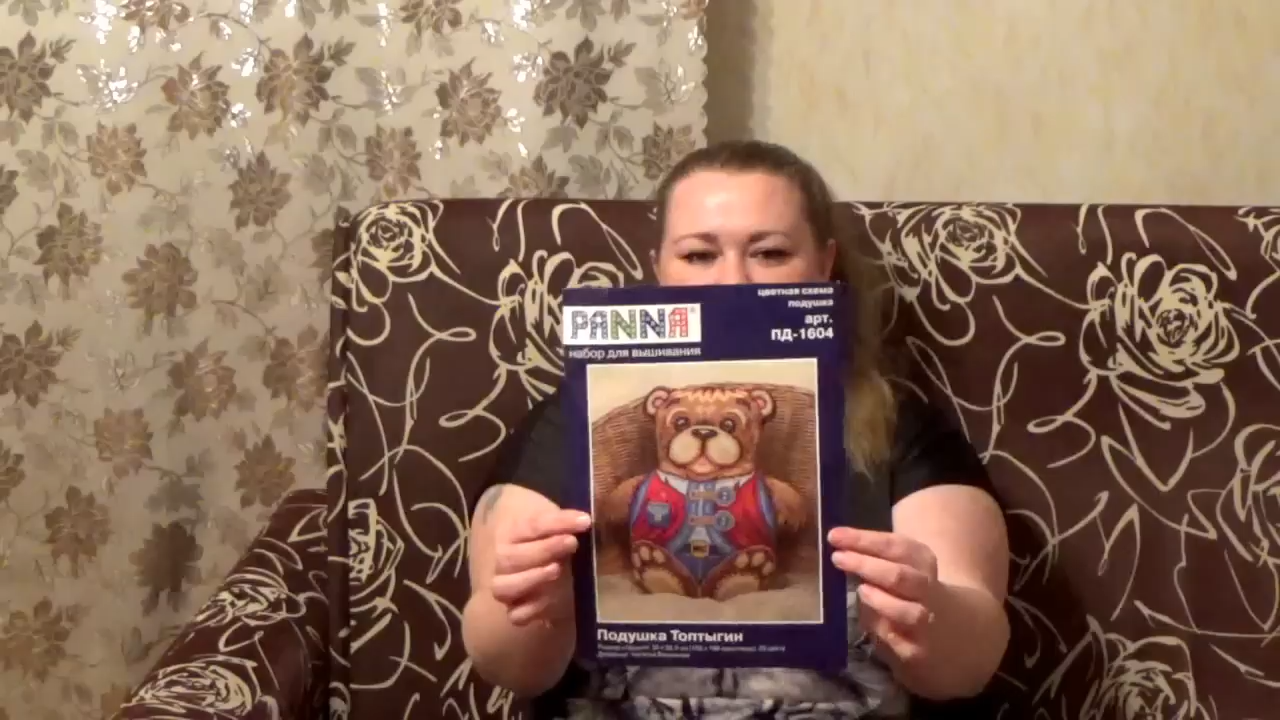 цветная схема
подушка
арт.
ПД-1604
PANNA®
набор для вышивания
Подушка Топтыгин